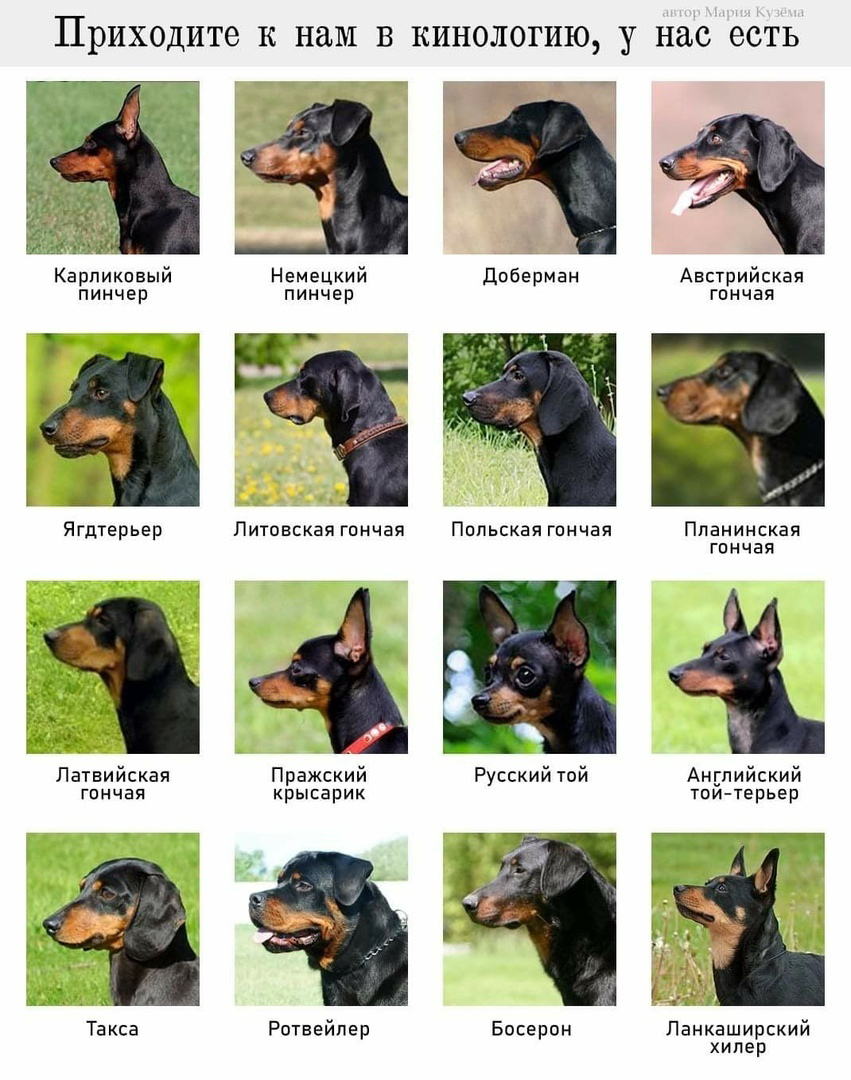 автор Мария Кузёма
Приходите к нам в кинологию, у нас есть
Карликовый
пинчер
Немецкий
пинчер
Доберман
Австрийская
гончая
Ягдтерьер
Литовская гончая
Польская гончая
Планинская
гончая
Латвийская
гончая
Пражский
крысарик
Русский той
Английский
той-терьер
Такса
Ротвейлер
Босерон
Ланкаширский
хилер